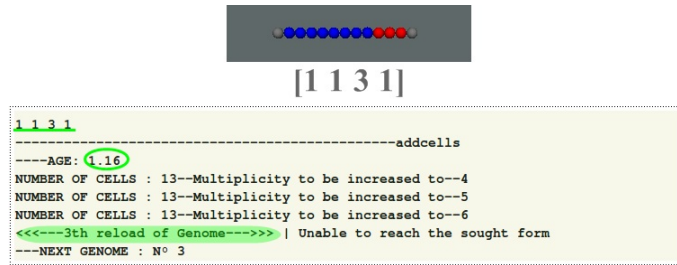 [1 1 3 1]
1 1 3 1
-----------------------------------------------addcells
----AGE: 1.16
NUMBER OF CELLS : 13--Multiplicity to be increased to--4
NUMBER OF CELLS : 13--Multiplicity to be increased to--5
NUMBER OF CELLS : 13--Multiplicity to be increased to--6
<<<---3th reload of Genome--->>> | Unable to reach the sought form
---NEXT GENOME : Nº 3